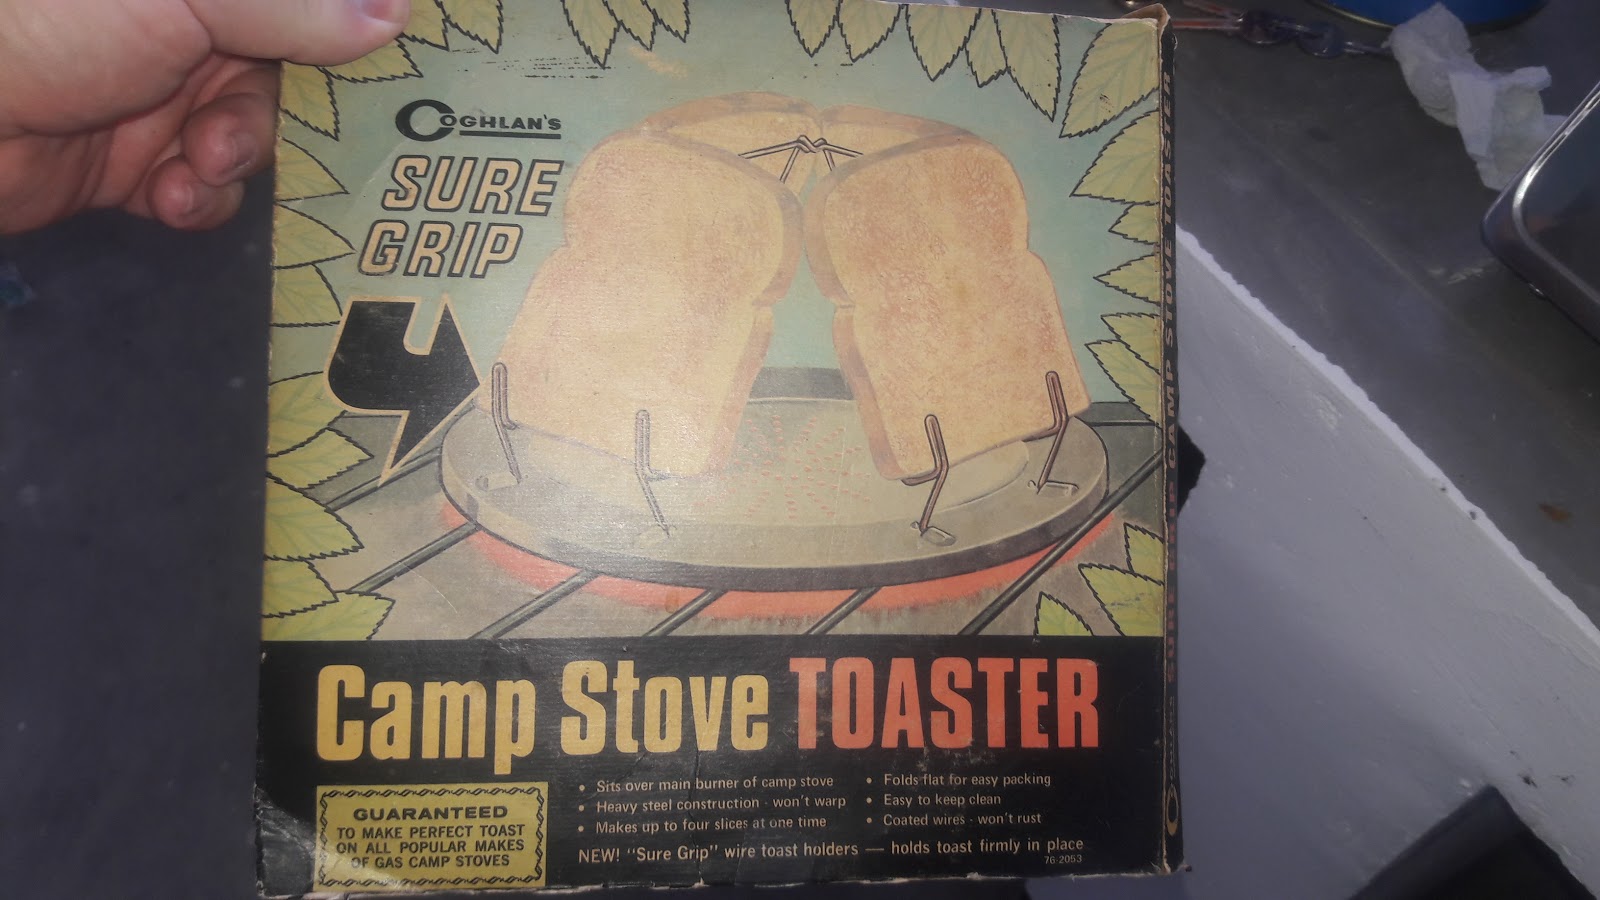 COGHLAN'S
SURE
GRIP
Camp Stove TOASTER
GUARANTEED
TO MAKE PERFECT TOAST
ON ALL POPULAR MAKES
OF GAS CAMP STOVES
• Sits over main burner of camp stove
• Heavy steel construction - won't warp
• Makes up to four slices at one time
• Folds flat for easy packing
• Easy to keep clean
• Coated wires - won't rust
NEW! "Sure Grip" wire toast holders — holds toast firmly in place
76-2053
COGHLANS SURE GRIP CAMP STOVE TOASTER